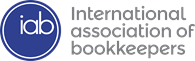 iab
International
association of
bookkeepers